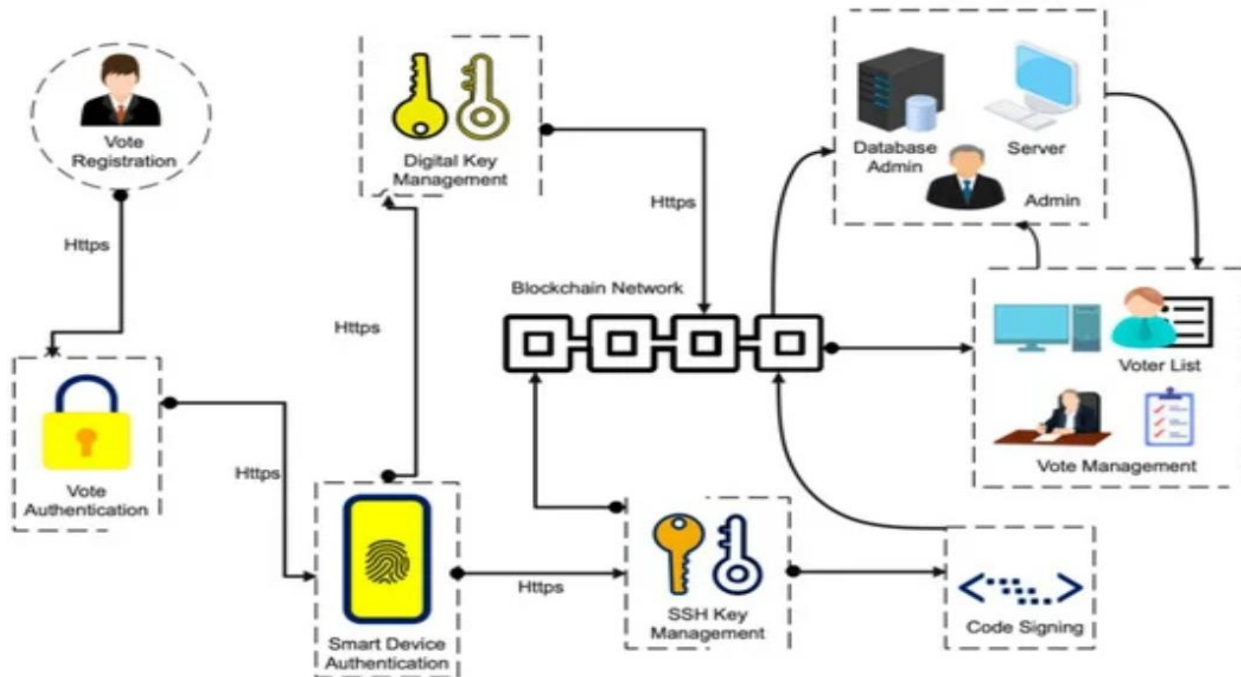 Vote
Registration
Https
Digital Key
Management
Https
Database
Admin
Server
Admin
Https
Blockchain Network
Voter List
Vote Management
Vote
Authentication
Https
Smart Device
Authentication
Https
SSH Key
Management
Code Signing